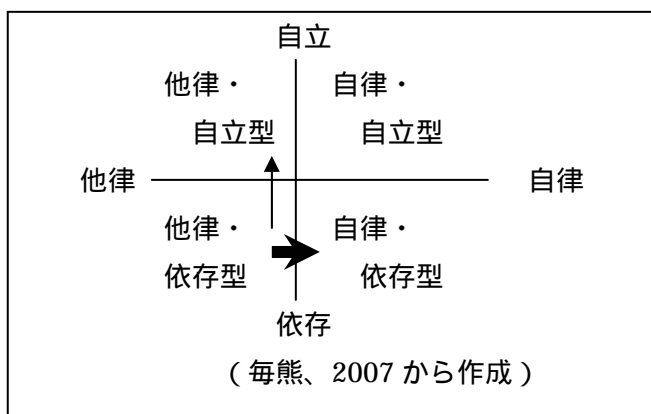 自立
他律・ 自律・
自立型 自立型
他律 自律
他律・ 自律・
依存型 依存型
依存
（毎熊、2007 から作成）